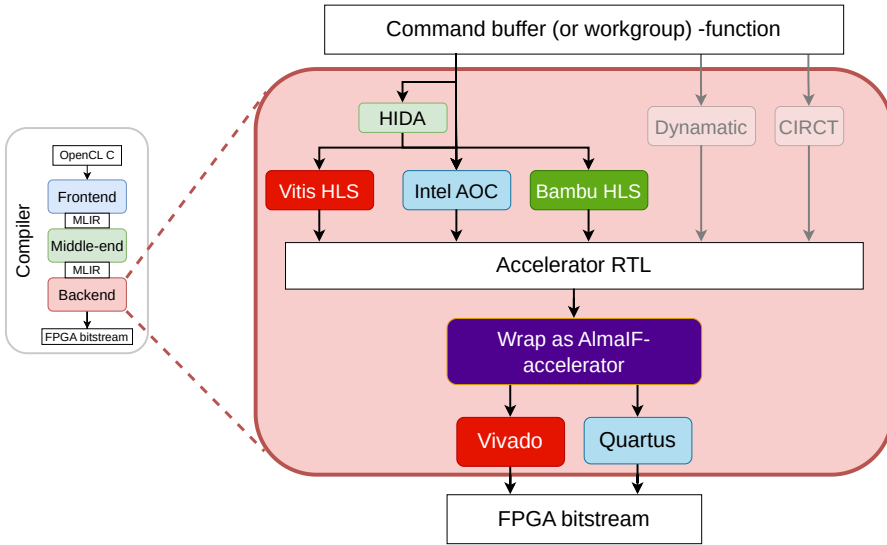 Command buffer (or workgroup) -function
HIDA
Dynamatic
CIRCT
Vitis HLS
Intel AOC
Bambu HLS
Accelerator RTL
Wrap as AlmaIF-
accelerator
Vivado
Quartus
FPGA bitstream
Compiler
OpenCL C
Frontend
MLIR
Middle-end
MLIR
Backend
FPGA bitstream